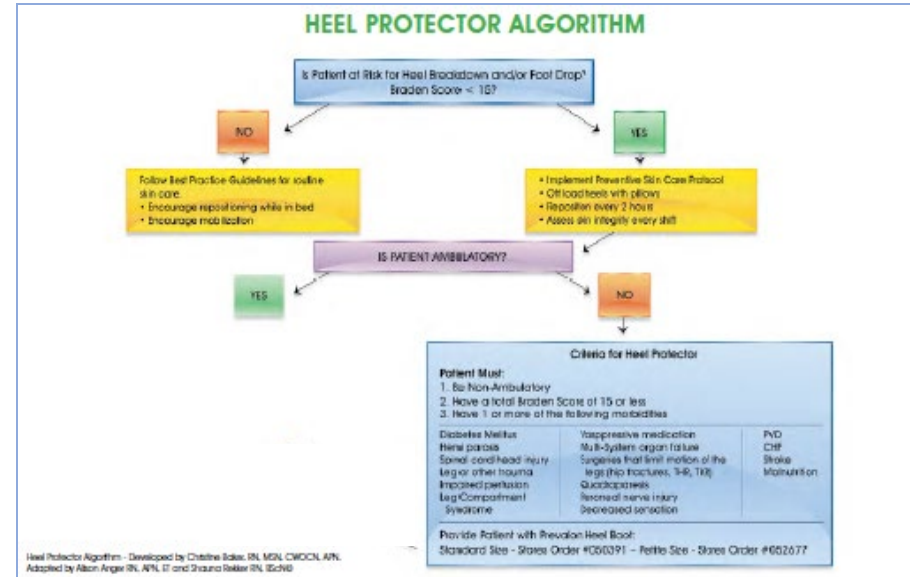 HEEL PROTECTOR ALGORITHM
Is Patient at Risk for Heel Breakdown and/or Foot Drop?
Braden Score < 15?
NO
YES
Follow Best Practice Guidelines for routine
skin care.
• Encourage repositioning while in bed
• Encourage mobilization
• Implement Preventive Skin Care Protocol
• Off load heels with pillows
• Reposition every 2 hours
• Assess skin integrity every shift
IS PATIENT AMBULATORY?
YES
NO
Criteria for Heel Protector
Patient Must:
1. Be Non-Ambulatory
2. Have a total Braden Score of 15 or less
3. Have 1 or more of the following morbidities
Diabetes Melitus
Hemi paresis
Spinal cord/head injury
Leg or other trauma
Impaired perfusion
Leg Compartment
Syndrome
Vasppressive medication
Multi-System organ failure
Surgeries that limit motion of the
legs (hip fractures, THR, TKR)
Quadraparesis
Peroneal nerve injury
Decreased sensation
PVD
CHF
Stroke
Malnutrition
Provide Patient with Prevalon Heel Boot:
Standard Size - Stores Order #050391 – Petite Size - Stores Order #052677
Heel Protector Algorithm - Developed by Christine Baker, RN, MSN, CWOCN, APN.
Adapted by Alison Anger RN, APN, ET and Shauna Rekker RN, BScN®